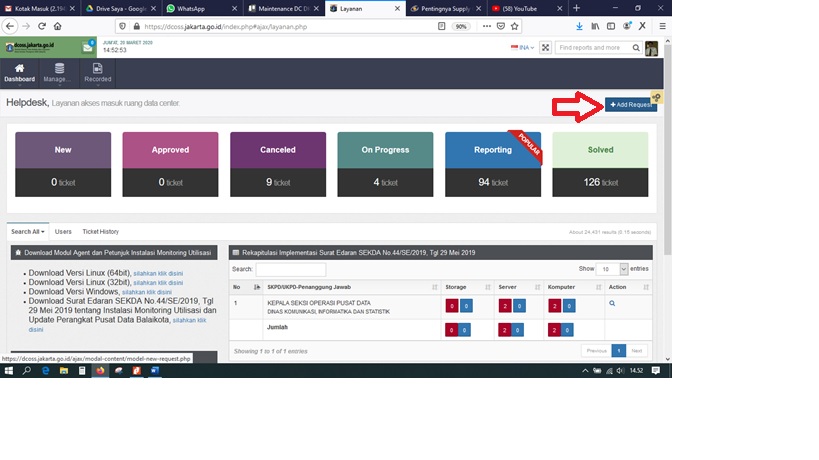 Kotak Masuk (2.194
Drive Saya - Google
WhatsApp
Maintenance DC DI
Layanan
Pentingnya Supply
(58) YouTube
https://dcoss.jakarta.go.id/index.php#ajax/layanan.php
90%
dcoss.jakarta.go.id
JUM'AT, 20 MARET 2020
14:52:53
INA
Find reports and more
Dashboard
Manage...
Recorded
Helpdesk, Layanan akses masuk ruang data center.
+ Add Request
New
0 ticket
Approved
0 ticket
Canceled
9 ticket
On Progress
4 ticket
Reporting
POPULAR
94 ticket
Solved
126 ticket
Search All
Users
Ticket History
About 24,431 results (0.15 seconds)
Download Modul Agent dan Petunjuk Instalasi Monitoring Utilisasi
Download Versi Linux (64bit), silahkan klik disini
Download Versi Linux (32bit), silahkan klik disini
Download Versi Windows, silahkan klik disini
Download Surat Edaran SEKDA No.44/SE/2019, Tgl
29 Mei 2019 tentang Instalasi Monitoring Utilisasi dan
Update Perangkat Pusat Data Balaikota, silahkan klik
disini
Rekapitulasi Implementasi Surat Edaran SEKDA No.44/SE/2019, Tgl 29 Mei 2019
Search:
Show 10 entries
No SKPD/UKPD-Penanggung Jawab Storage Server Komputer Action
1 KEPALA SEKSI OPERASI PUSAT DATA 0 0 2 0 2 0
DINAS KOMUNIKASI, INFORMATIKA DAN STATISTIK
Jumlah 0 0 2 0 2 0
Showing 1 to 1 of 1 entries
Previous 1 Next
https://dcoss.jakarta.go.id/ajax/modal-content/model-new-request.php
14.52